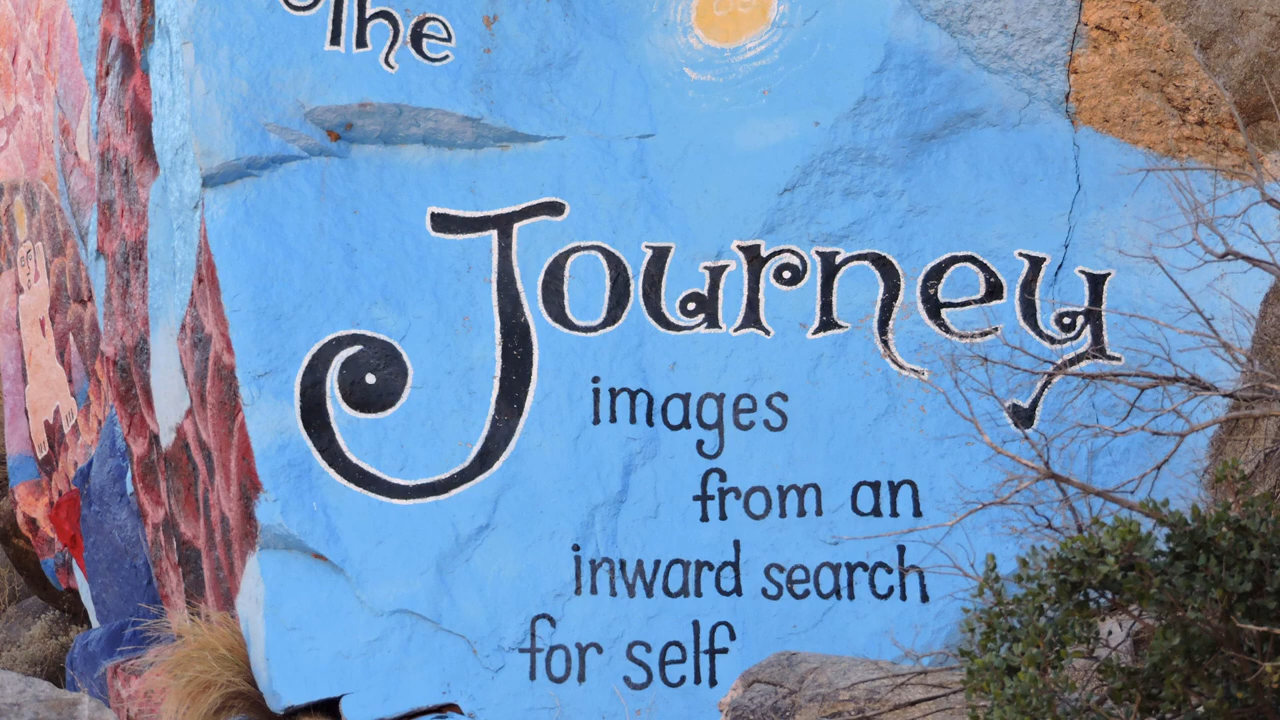 The
Journey
images
from an
inward search
for self